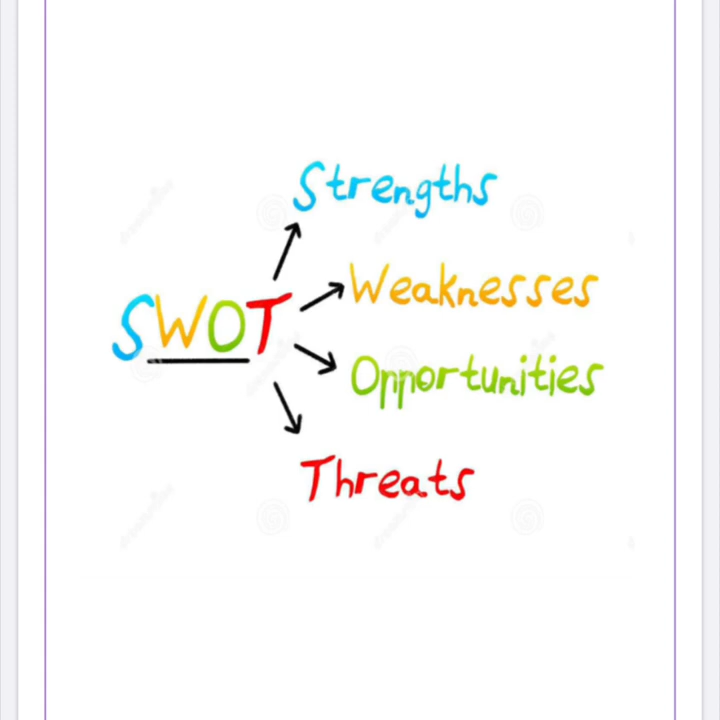 Strengths
Weaknesses
SWOT
Opportunities
Threats